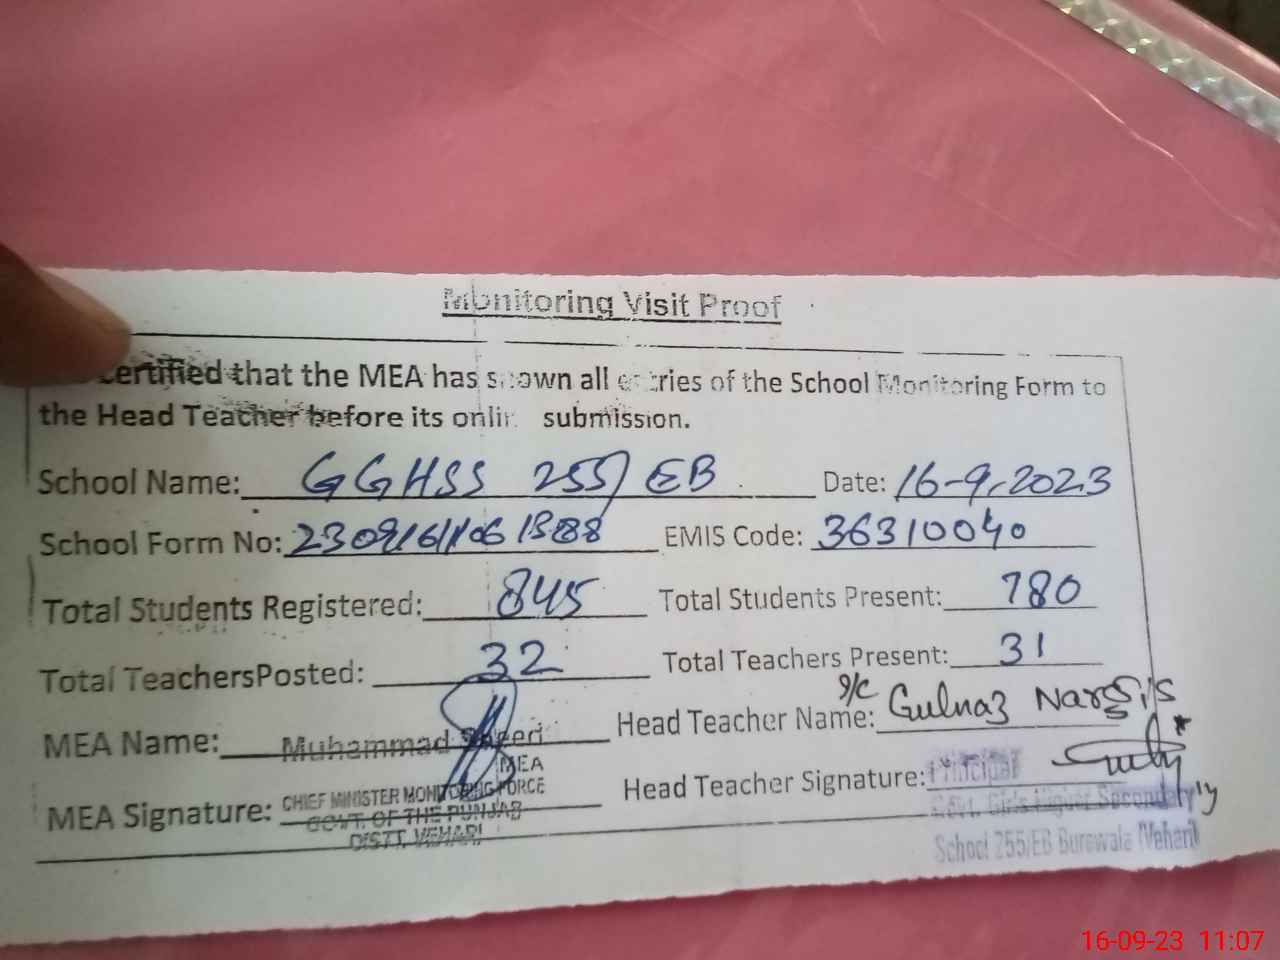 Monitoring Visit Proof
certified that the MEA has shown all entries of the School Monitoring Form to
the Head Teacher before its onlin submission.
School Name: GGHSS 255/EB Date: 16-9-2023
School Form No: EMIS Code: 36310040
Total Students Registered: 845 Total Students Present: 780
Total TeachersPosted: 32 Total Teachers Present: 31
MEA Name: Muhammad Head Teacher Name: S/C Gulnaz Nargis
MEA
MEA Signature: CHIEF MINISTER MONITORING FORCE Head Teacher Signature: Principal
GOVT. OF THE PUNJAB Govt. Girls Higher Secondary
DISTT. VEHARI School 255/EB Burewala (Vehari)
16-09-23 11:07